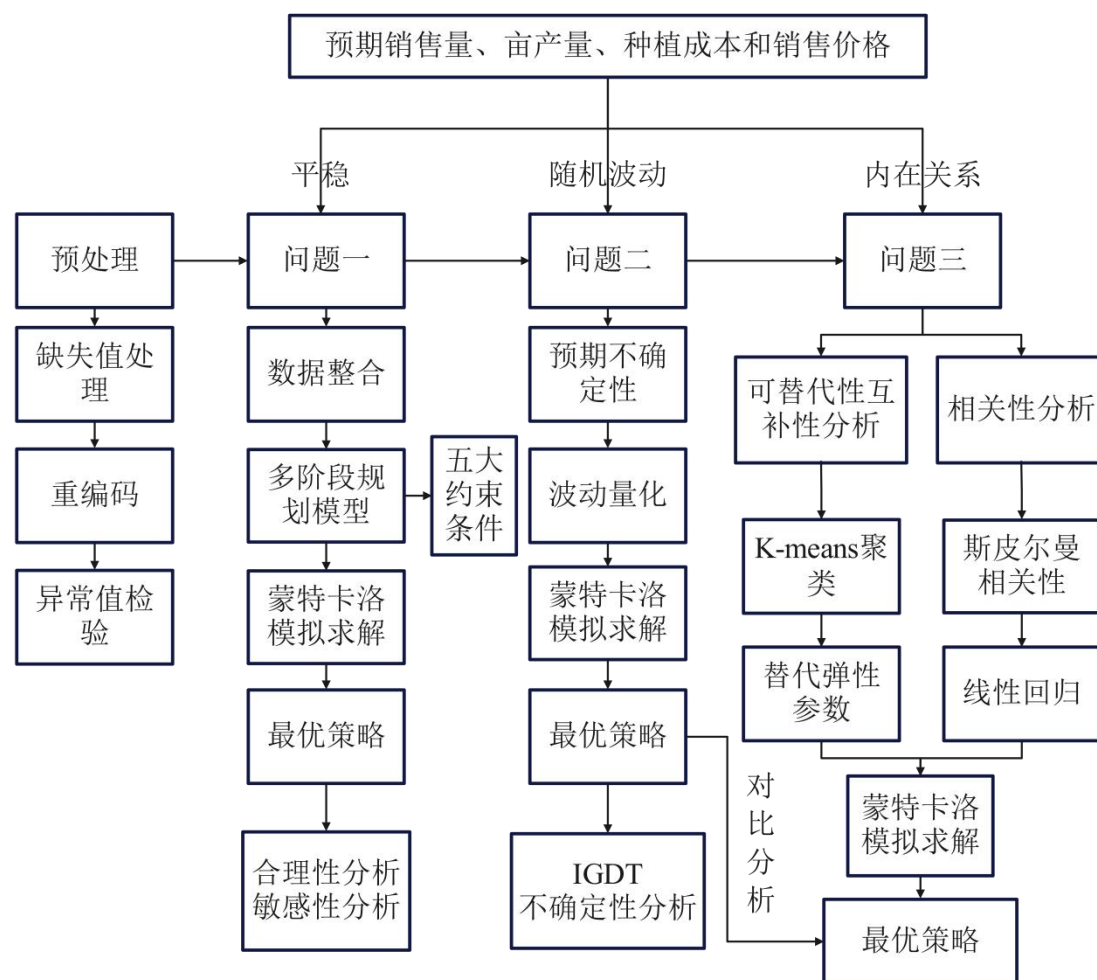 预期销售量、亩产量、种植成本和销售价格
平稳
随机波动
内在关系
预处理
问题一
问题二
问题三
缺失值处
理
数据整合
预期不确
定性
可替代性互
补性分析
相关性分析
重编码
多阶段规
划模型
五大
约束
条件
波动量化
K-means聚
类
斯皮尔曼
相关性
异常值检
验
蒙特卡洛
模拟求解
蒙特卡洛
模拟求解
替代弹性
参数
线性回归
最优策略
最优策略
对
比
分
析
蒙特卡洛
模拟求解
合理性分析
敏感性分析
IGDT
不确定性分析
最优策略